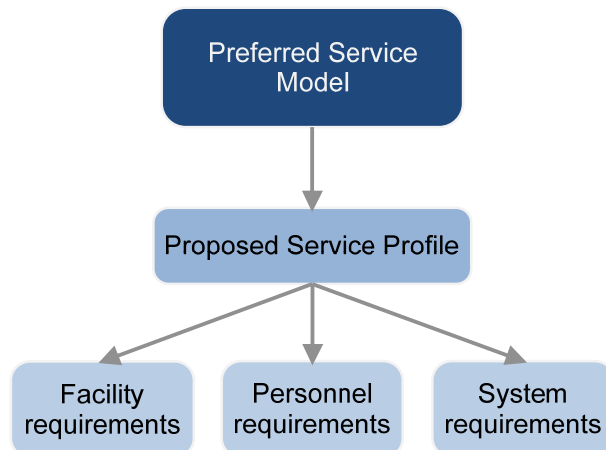 Preferred Service
Model
Proposed Service Profile
Facility
requirements
Personnel
requirements
System
requirements